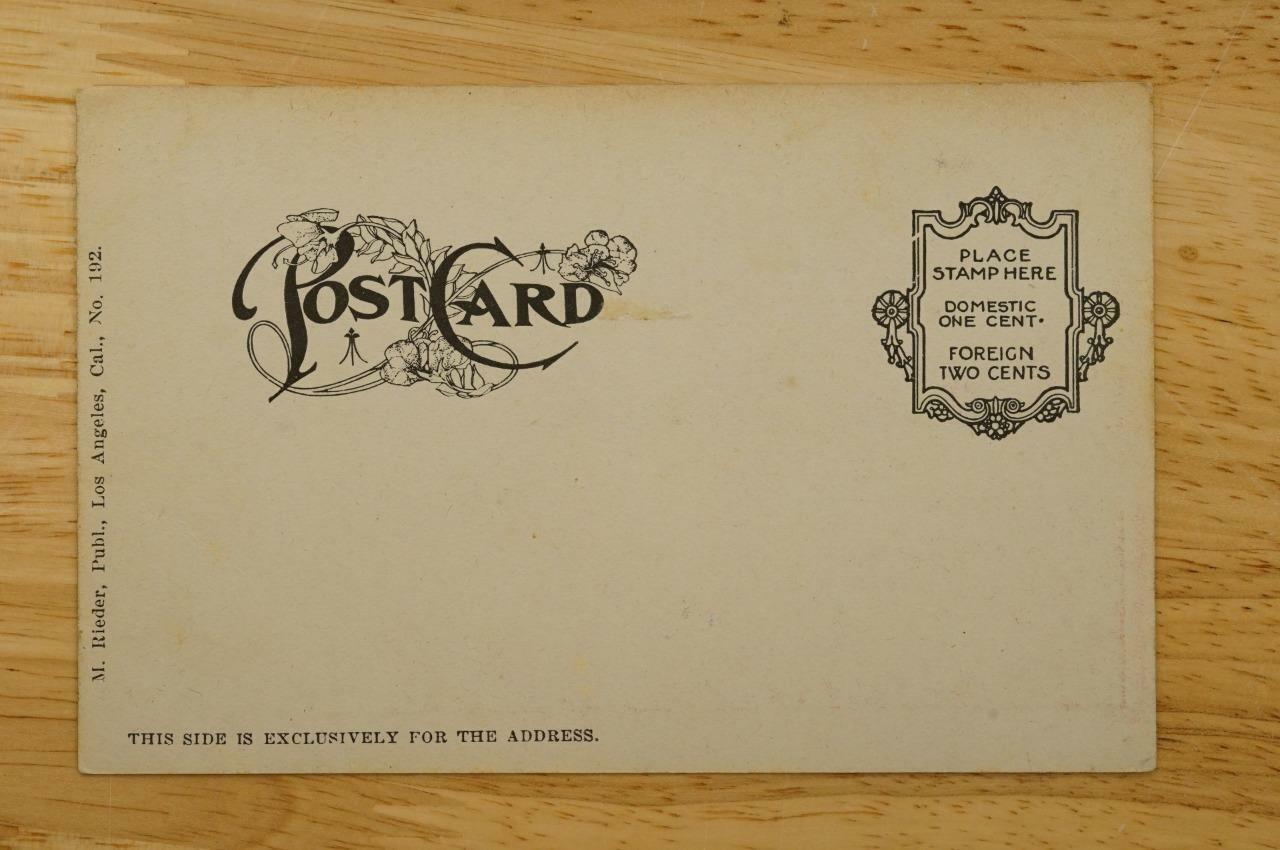 POST CARD
PLACE
STAMP HERE
DOMESTIC
ONE CENT.
FOREIGN
TWO CENTS
M. Rieder, Publ., Los Angeles, Cal., No. 192.
THIS SIDE IS EXCLUSIVELY FOR THE ADDRESS.